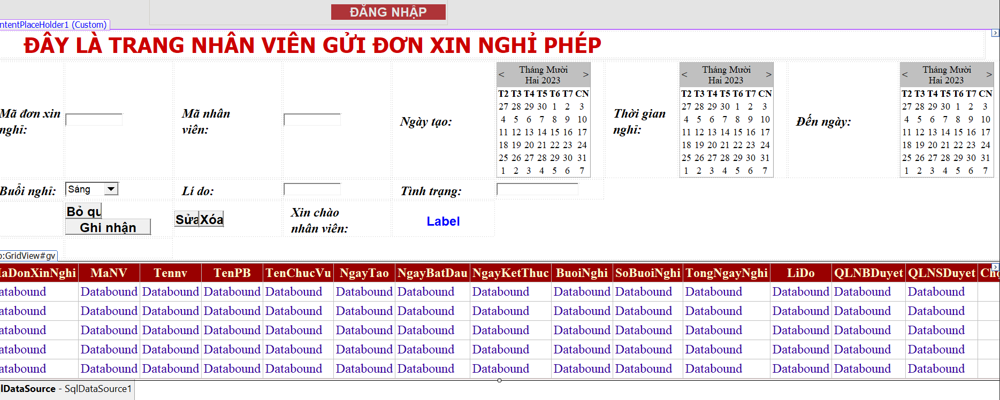 ĐĂNG NHẬP
ntentPlaceHolder1 (Custom)
>
ĐÂY LÀ TRANG NHÂN VIÊN GỬI ĐƠN XIN NGHỈ PHÉP
Mã đơn xin
nghỉ:
Mã nhân
viên:
Ngày tạo:
< Tháng Mười
Hai 2023 >
T2 T3 T4 T5 T6 T7 CN
27 28 29 30 1 2 3
4 5 6 7 8 9 10
11 12 13 14 15 16 17
18 19 20 21 22 23 24
25 26 27 28 29 30 31
1 2 3 4 5 6 7
Thời gian
nghỉ:
< Tháng Mười
Hai 2023 >
T2 T3 T4 T5 T6 T7 CN
27 28 29 30 1 2 3
4 5 6 7 8 9 10
11 12 13 14 15 16 17
18 19 20 21 22 23 24
25 26 27 28 29 30 31
1 2 3 4 5 6 7
Đến ngày:
< Tháng Mười
Hai 2023 >
T2 T3 T4 T5 T6 T7 CN
27 28 29 30 1 2 3
4 5 6 7 8 9 10
11 12 13 14 15 16 17
18 19 20 21 22 23 24
25 26 27 28 29 30 31
1 2 3 4 5 6 7
Buổi nghỉ: Sáng Lí do: Tình trạng:
Bỏ qu
Ghi nhận
Sửa Xóa
Xin chào
nhân viên:
Label
p:GridView#gv
>
MaDonXinNghi MaNV Tennv TenPB TenChucVu NgayTao NgayBatDau NgayKetThuc BuoiNghi SoBuoiNghi TongNgayNghi LiDo QLNBDuyet QLNSDuyet Chọ
atabound Databound Databound Databound Databound Databound Databound Databound Databound Databound Databound Databound Databound Databound
atabound Databound Databound Databound Databound Databound Databound Databound Databound Databound Databound Databound Databound Databound
atabound Databound Databound Databound Databound Databound Databound Databound Databound Databound Databound Databound Databound Databound
atabound Databound Databound Databound Databound Databound Databound Databound Databound Databound Databound Databound Databound Databound
atabound Databound Databound Databound Databound Databound Databound Databound Databound Databound Databound Databound Databound Databound
lDataSource - SqlDataSource1